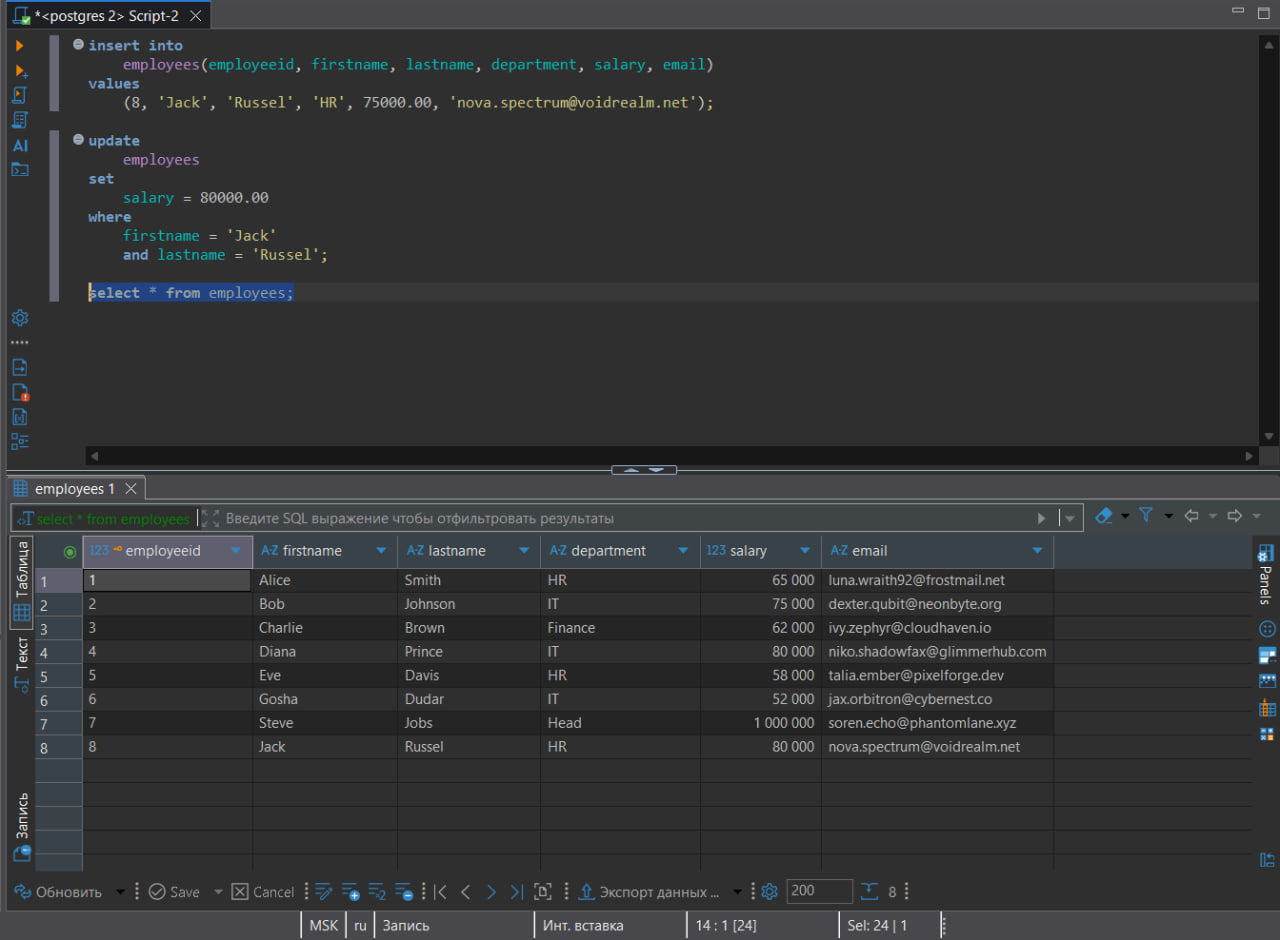 *<postgres 2> Script-2
insert into
employees(employeeid, firstname, lastname, department, salary, email)
values
(8, 'Jack', 'Russel', 'HR', 75000.00, 'nova.spectrum@voidrealm.net');
update
employees
set
salary = 80000.00
where
firstname = 'Jack'
and lastname = 'Russel';
select * from employees;
AI
employees 1
select * from employees Введите SQL выражение чтобы отфильтровать результаты
Таблица
Текст
Запись
123 employeeid A-Z firstname A-Z lastname A-Z department 123 salary A-Z email
1 1 Alice Smith HR 65 000 luna.wraith92@frostmail.net
2 2 Bob Johnson IT 75 000 dexter.qubit@neonbyte.org
3 3 Charlie Brown Finance 62 000 ivy.zephyr@cloudhaven.io
4 4 Diana Prince IT 80 000 niko.shadowfax@glimmerhub.com
5 5 Eve Davis HR 58 000 talia.ember@pixelforge.dev
6 6 Gosha Dudar IT 52 000 jax.orbitron@cybernest.co
7 7 Steve Jobs Head 1 000 000 soren.echo@phantomlane.xyz
8 8 Jack Russel HR 80 000 nova.spectrum@voidrealm.net
Panels
Обновить Save Cancel Экспорт данных ... 200 8
MSK ru Запись Инт. вставка 14 : 1 [24] Sel: 24 | 1